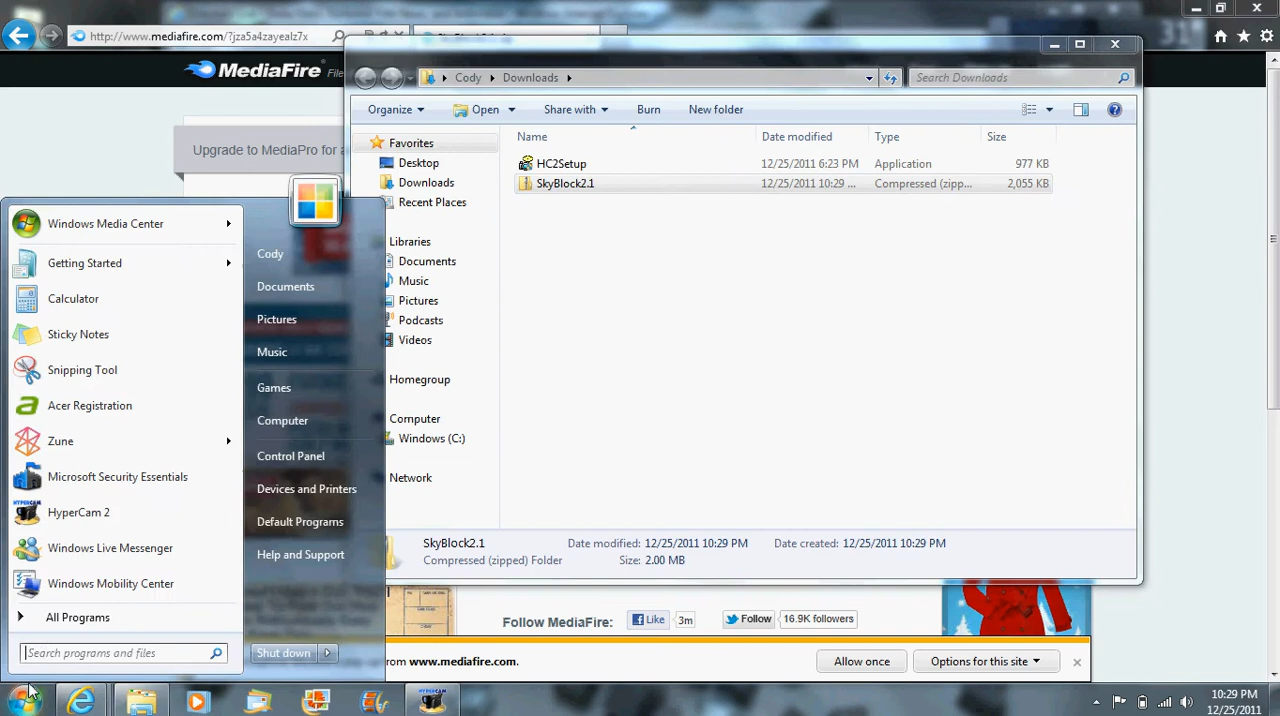 http://www.mediafire.com/?jza5a4zayealz7x
MediaFire
Upgrade to MediaPro for a
Cody
Downloads
Search Downloads
Organize
Open
Share with
Burn
New folder
Name
Date modified
Type
Size
HC2Setup
12/25/2011 6:23 PM
Application
977 KB
SkyBlock2.1
12/25/2011 10:29 ...
Compressed (zipp...
2,055 KB
Favorites
Desktop
Downloads
Recent Places
Libraries
Documents
Music
Pictures
Podcasts
Videos
Homegroup
Computer
Windows (C:)
Network
SkyBlock2.1
Date modified: 12/25/2011 10:29 PM
Date created: 12/25/2011 10:29 PM
Compressed (zipped) Folder
Size: 2.00 MB
Windows Media Center
Getting Started
Calculator
Sticky Notes
Snipping Tool
Acer Registration
Zune
Microsoft Security Essentials
HyperCam 2
Windows Live Messenger
Windows Mobility Center
All Programs
Search programs and files
Cody
Documents
Pictures
Music
Games
Computer
Control Panel
Devices and Printers
Default Programs
Help and Support
Shut down
Follow MediaFire:
Like
3m
Follow
16.9K followers
from www.mediafire.com.
Allow once
Options for this site
HYPERCAM
10:29 PM
12/25/2011